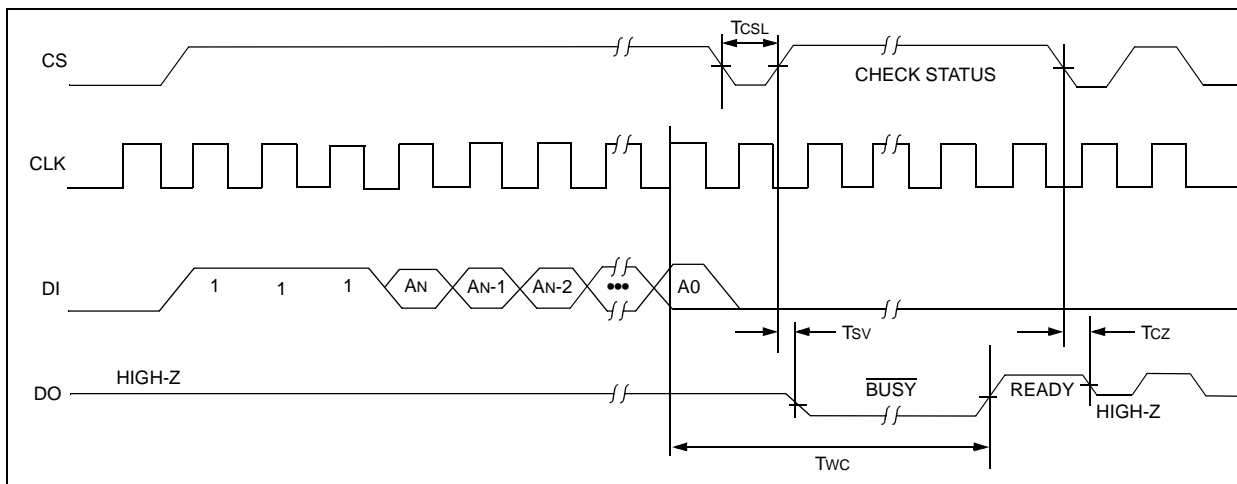 TCSL
CS
CHECK STATUS
CLK
DI
1 1 1 AN AN-1 AN-2 ••• A0
TSV
TCZ
HIGH-Z
DO
BUSY
READY
HIGH-Z
TWC